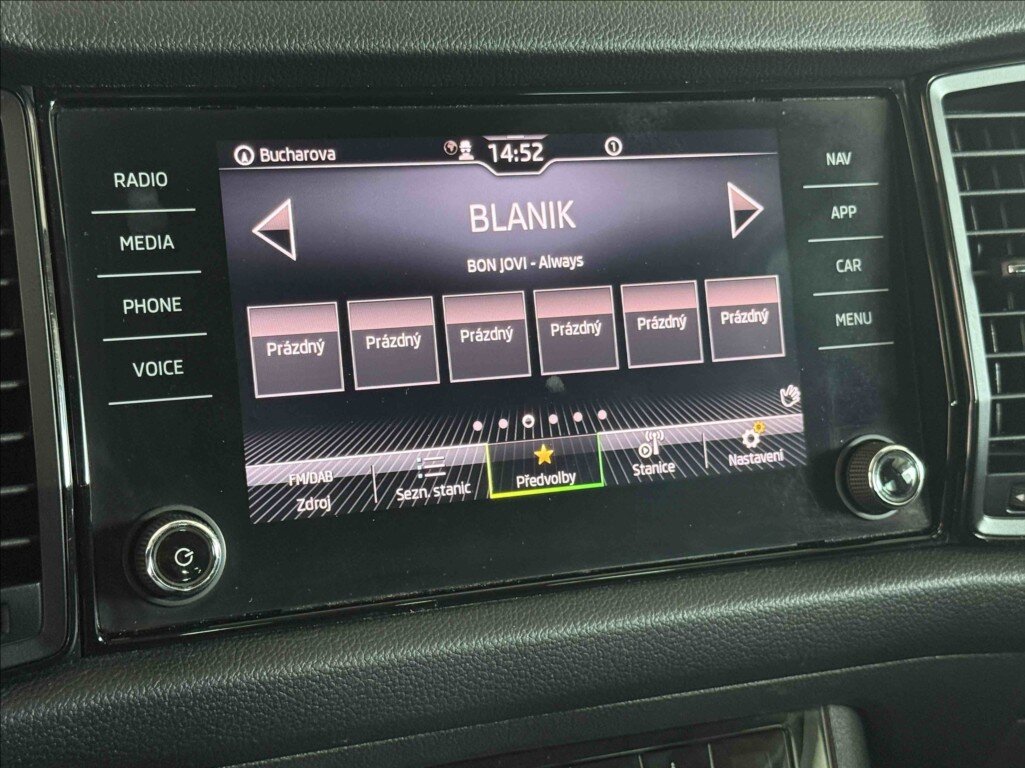 Bucharova
14:52
1
RADIO
MEDIA
PHONE
VOICE
BLANIK
BON JOVI - Always
Prázdný
Prázdný
Prázdný
Prázdný
Prázdný
Prázdný
FM/DAB
Zdroj
Sezn. stanic
Předvolby
Stanice
Nastavení
NAV
APP
CAR
MENU